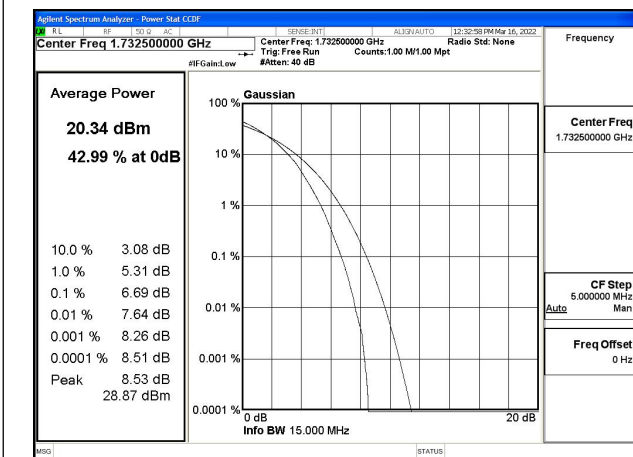 Agilent Spectrum Analyzer - Power Stat CCDF
RL RF 50 Ω AC SENSE:INT ALIGN AUTO 12:32:58 PM Mar 16, 2022
Center Freq 1.732500000 GHz
Center Freq: 1.732500000 GHz Radio Std: None
Trig: Free Run Counts:1.00 M/1.00 Mpt
#IFGain:Low #Atten: 40 dB
Frequency
Average Power
20.34 dBm
42.99 % at 0dB
10.0 % 3.08 dB
1.0 % 5.31 dB
0.1 % 6.69 dB
0.01 % 7.64 dB
0.001 % 8.26 dB
0.0001 % 8.51 dB
Peak 8.53 dB
28.87 dBm
Gaussian
100 %
10 %
1 %
0.1 %
0.01 %
0.001 %
0.0001 %
0 dB 20 dB
Info BW 15.000 MHz
Center Freq
1.732500000 GHz
CF Step
5.000000 MHz
Auto Man
Freq Offset
0 Hz
MSG STATUS